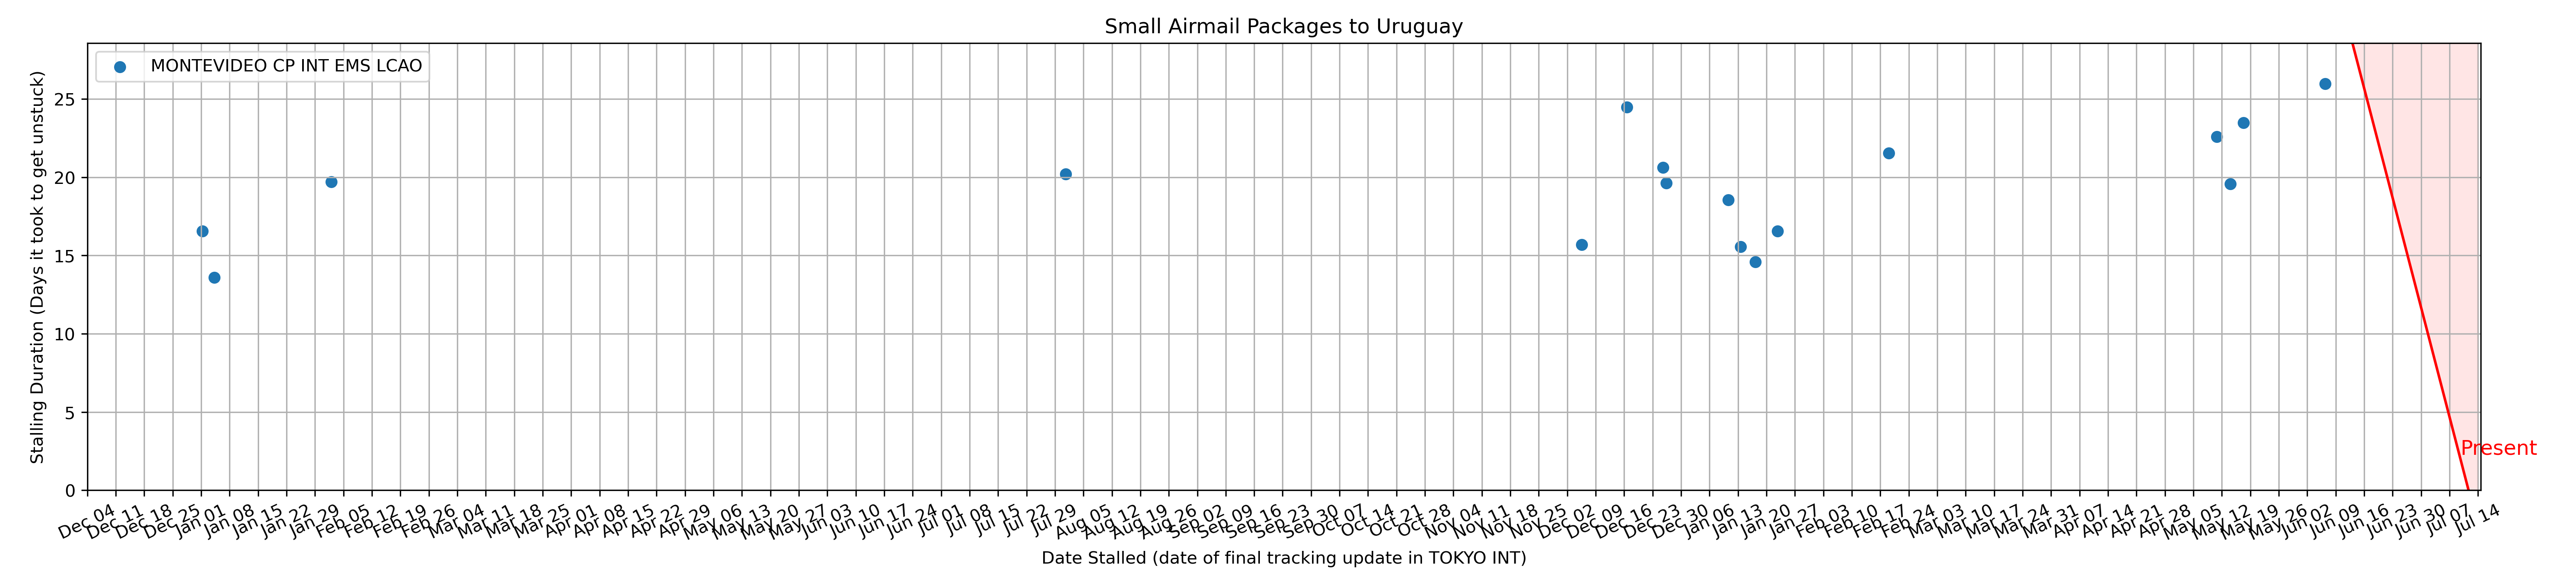 Small Airmail Packages to Uruguay
MONTEVIDEO CP INT EMS LCAO
Stalling Duration (Days it took to get unstuck)
25
20
15
10
5
0
Present
Dec 04
Dec 11
Dec 18
Dec 25
Jan 01
Jan 08
Jan 15
Jan 22
Jan 29
Feb 05
Feb 12
Feb 19
Feb 26
Mar 04
Mar 11
Mar 18
Mar 25
Apr 01
Apr 08
Apr 15
Apr 22
Apr 29
May 06
May 13
May 20
May 27
Jun 03
Jun 10
Jun 17
Jun 24
Jul 01
Jul 08
Jul 15
Jul 22
Jul 29
Aug 05
Aug 12
Aug 19
Aug 26
Sep 02
Sep 09
Sep 16
Sep 23
Sep 30
Oct 07
Oct 14
Oct 21
Oct 28
Nov 04
Nov 11
Nov 18
Nov 25
Dec 02
Dec 09
Dec 16
Dec 23
Dec 30
Jan 06
Jan 13
Jan 20
Jan 27
Feb 03
Feb 10
Feb 17
Feb 24
Mar 03
Mar 10
Mar 17
Mar 24
Mar 31
Apr 07
Apr 14
Apr 21
Apr 28
May 05
May 12
May 19
May 26
Jun 02
Jun 09
Jun 16
Jun 23
Jun 30
Jul 07
Jul 14
Date Stalled (date of final tracking update in TOKYO INT)